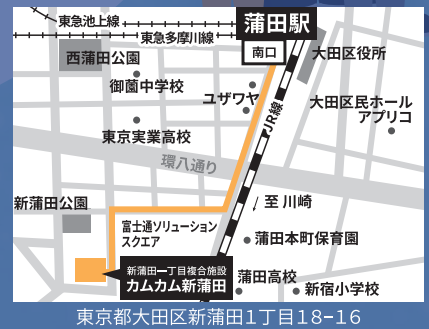 東急池上線
東急多摩川線
蒲田駅
南口
西蒲田公園
大田区役所
御薗中学校
ユザワヤ
大田区民ホール
アプリコ
東京実業高校
JR線
環八通り
新蒲田公園
至 川崎
富士通ソリューション
スクエア
蒲田本町保育園
新蒲田一丁目複合施設
カムカム新蒲田
蒲田高校
新宿小学校
東京都大田区新蒲田1丁目18-16